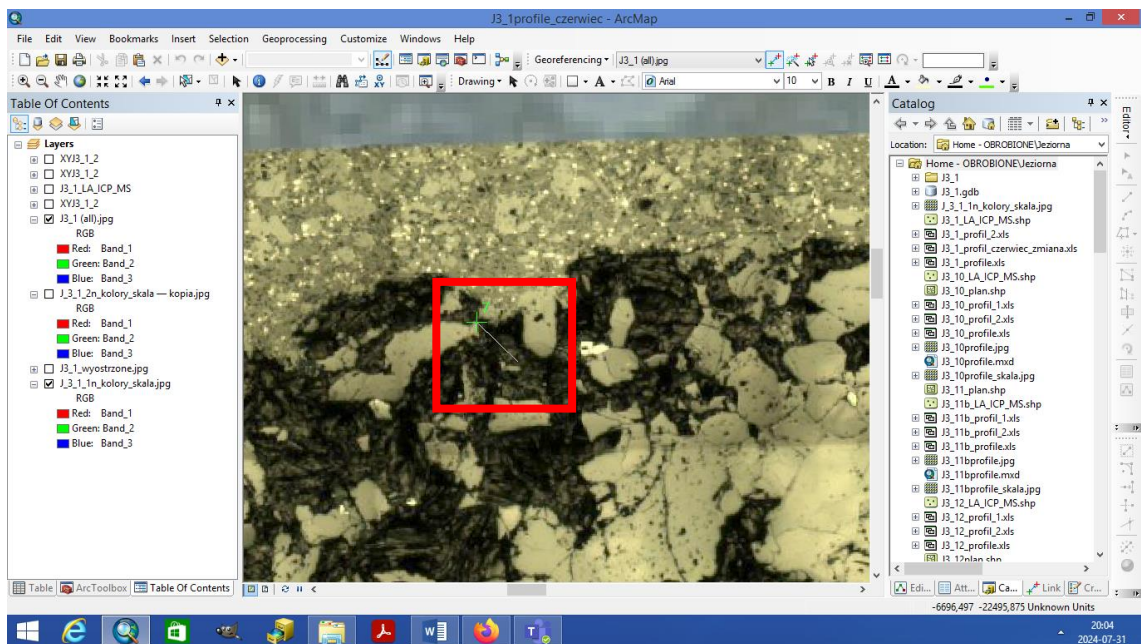 J3_1profile_czerwiec - ArcMap
File Edit View Bookmarks Insert Selection Geoprocessing Customize Windows Help
Georeferencing J3_1 (all).jpg
Drawing A Arial 10 B I U A
Table Of Contents
Layers
XYJ3_1_2
XYJ3_1_2
J3_1_LA_ICP_MS
XYJ3_1_2
J3_1 (all).jpg
RGB
Red: Band_1
Green: Band_2
Blue: Band_3
J_3_1_2n_kolory_skala — kopia.jpg
RGB
Red: Band_1
Green: Band_2
Blue: Band_3
J3_1_wyostrzone.jpg
J_3_1_1n_kolory_skala.jpg
RGB
Red: Band_1
Green: Band_2
Blue: Band_3
Table ArcToolbox Table Of Contents
Catalog
Location: Home - OBROBIONE\Jeziorna
Home - OBROBIONE\Jeziorna
J3_1
J3_1.gdb
J_3_1_1n_kolory_skala.jpg
J3_1_LA_ICP_MS.shp
J3_1_profil_2.xls
J3_1_profil_czerwiec_zmiana.xls
J3_1_profile.xls
J3_10_LA_ICP_MS.shp
J3_10_plan.shp
J3_10_profil_1.xls
J3_10_profil_2.xls
J3_10_profile.xls
J3_10profile.jpg
J3_10profile.mxd
J3_10profile_skala.jpg
J3_11_plan.shp
J3_11b_LA_ICP_MS.shp
J3_11b_profil_1.xls
J3_11b_profil_2.xls
J3_11b_profile.xls
J3_11bprofile.jpg
J3_11bprofile.mxd
J3_11bprofile_skala.jpg
J3_12_LA_ICP_MS.shp
J3_12_profil_1.xls
J3_12_profil_2.xls
J3_12_profile.xls
J3_12plan.shp
Edi... Att... Ca... Link Cr...
Editor
-6696,497 -22495,875 Unknown Units
20:04
2024-07-31